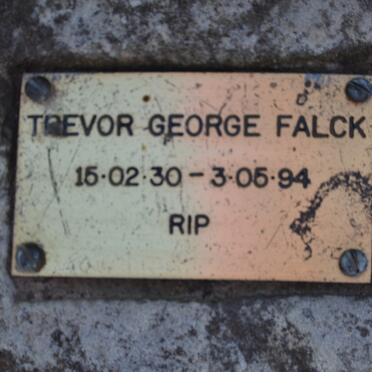 TREVOR GEORGE FALCK
15·02·30 - 3·05·94
RIP